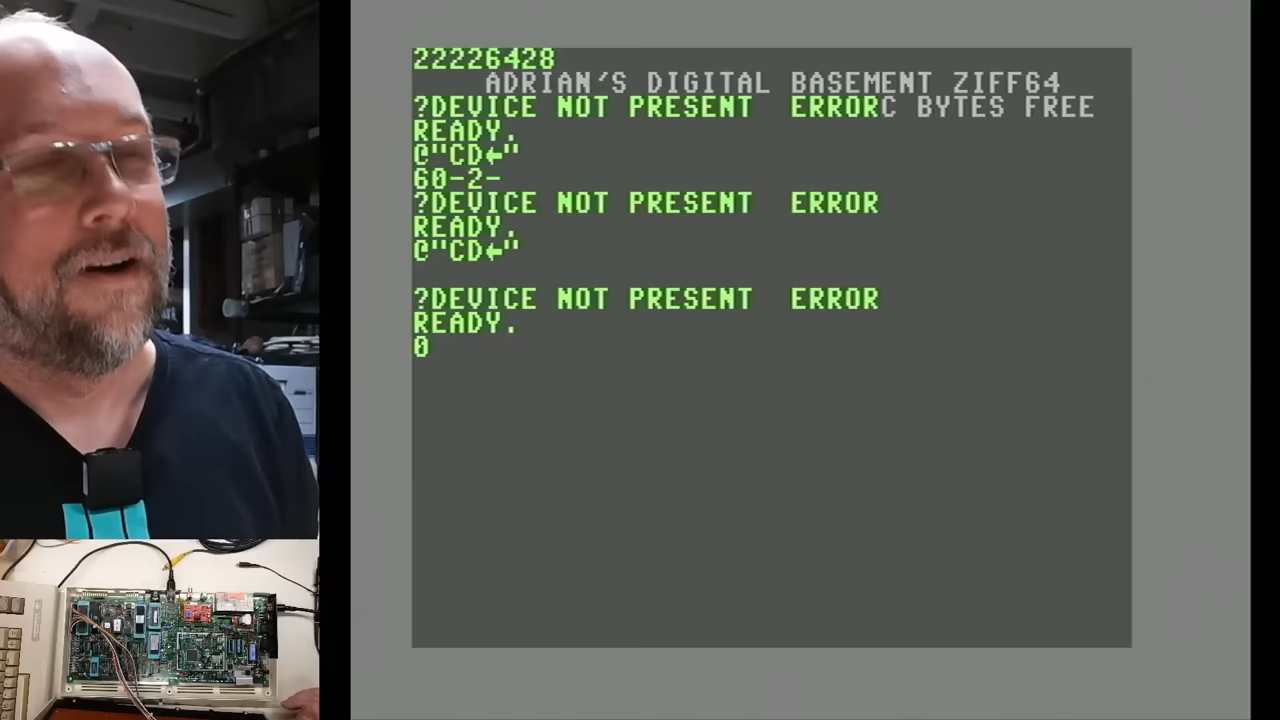 22226428
ADRIAN'S DIGITAL BASEMENT ZIFF64
?DEVICE NOT PRESENT  ERRORC BYTES FREE
READY.
@"CD←"
60-2-
?DEVICE NOT PRESENT  ERROR
READY.
@"CD←"
?DEVICE NOT PRESENT  ERROR
READY.
0